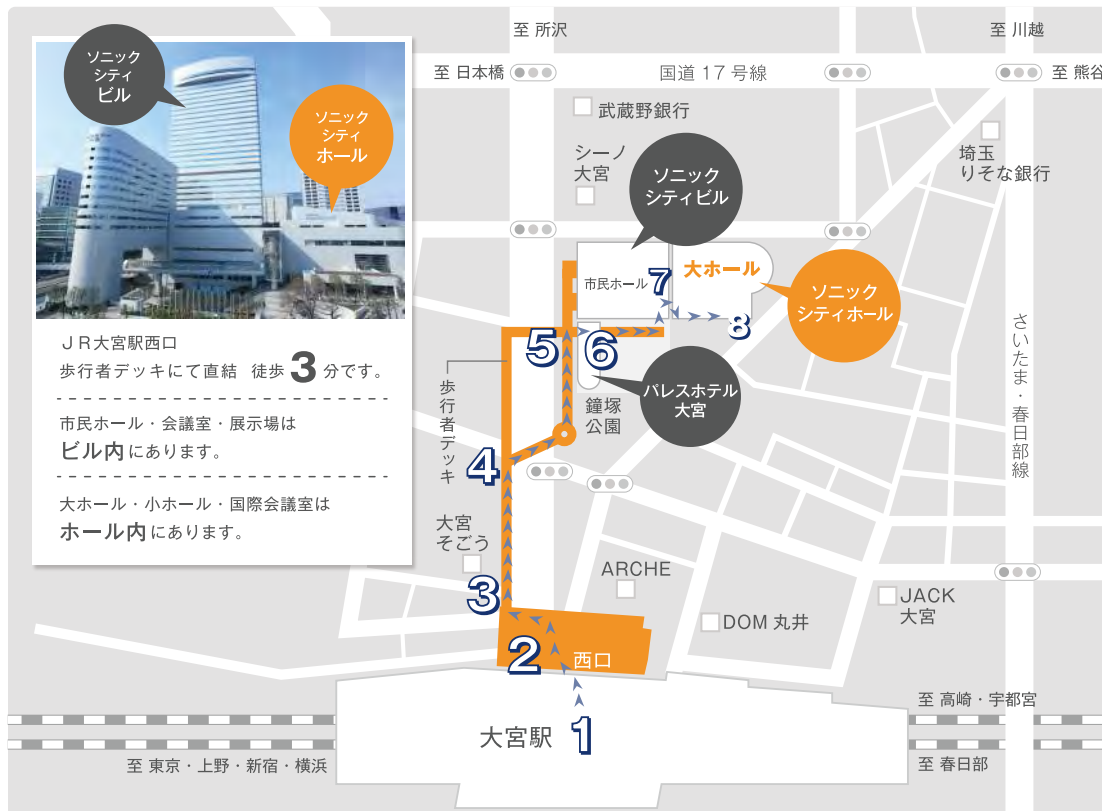 ソニック
シティ
ビル
ソニック
シティ
ホール
JR大宮駅西口
歩行者デッキにて直結 徒歩 3 分です。
市民ホール・会議室・展示場は
ビル内にあります。
大ホール・小ホール・国際会議室は
ホール内にあります。
至 所沢
至 川越
至 日本橋
国道 17 号線
至 熊谷
武蔵野銀行
シーノ
大宮
ソニック
シティビル
埼玉
りそな銀行
市民ホール
7
大ホール
ソニック
シティホール
8
5
6
パレスホテル
大宮
鐘塚
公園
歩行者デッキ
4
さいたま・春日部線
大宮
そごう
3
ARCHE
DOM 丸井
JACK
大宮
2
西口
大宮駅
1
至 高崎・宇都宮
至 東京・上野・新宿・横浜
至 春日部